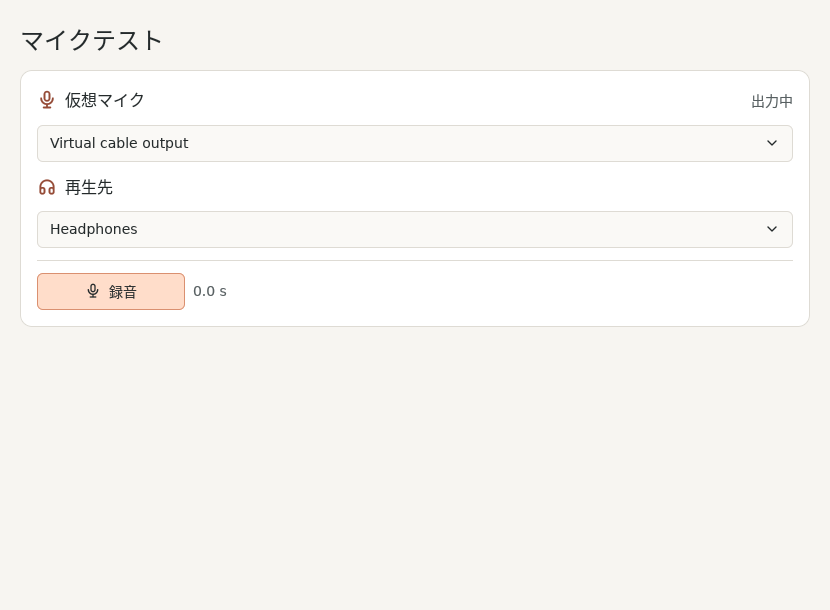 マイクテスト
仮想マイク 出力中
Virtual cable output
再生先
Headphones
録音 0.0 s